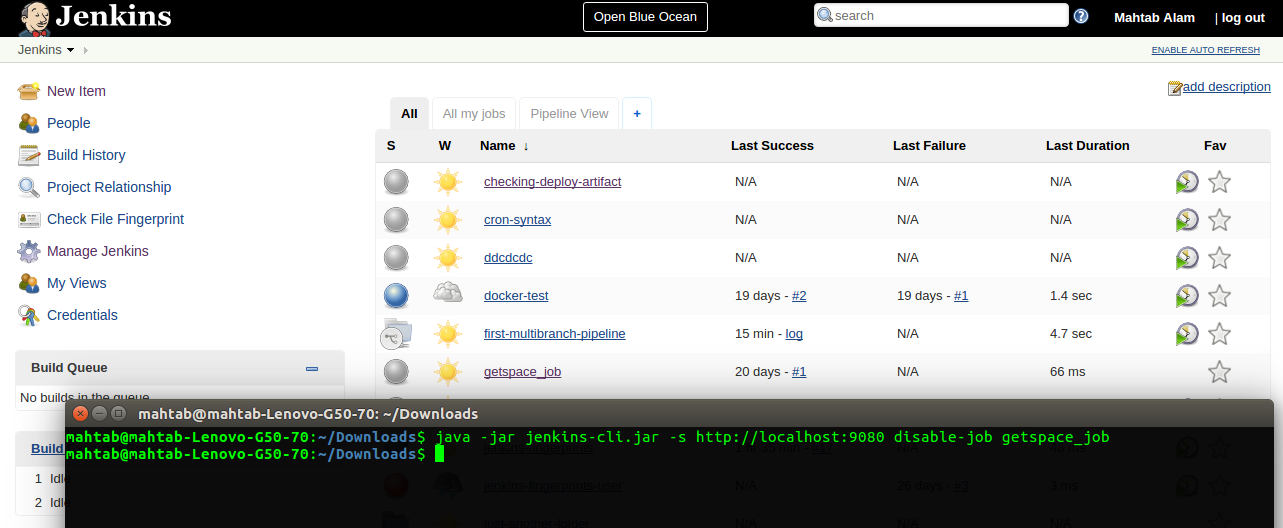 Jenkins
Open Blue Ocean
search
Mahtab Alam | log out
Jenkins
ENABLE AUTO REFRESH
New Item
People
Build History
Project Relationship
Check File Fingerprint
Manage Jenkins
My Views
Credentials
Build Queue
No builds in the queue.
Build
1 Idle
2 Idle
add description
All All my jobs Pipeline View +
S W Name ↓ Last Success Last Failure Last Duration Fav
checking-deploy-artifact N/A N/A N/A
cron-syntax N/A N/A N/A
ddcdcdc N/A N/A N/A
docker-test 19 days - #2 19 days - #1 1.4 sec
first-multibranch-pipeline 15 min - log N/A 4.7 sec
getspace_job 20 days - #1 N/A 66 ms
mahtab@mahtab-Lenovo-G50-70: ~/Downloads
mahtab@mahtab-Lenovo-G50-70:~/Downloads$ java -jar jenkins-cli.jar -s http://localhost:9080 disable-job getspace_job
mahtab@mahtab-Lenovo-G50-70:~/Downloads$
jenkins-fingerprints-user 26 days - #3 3 ms